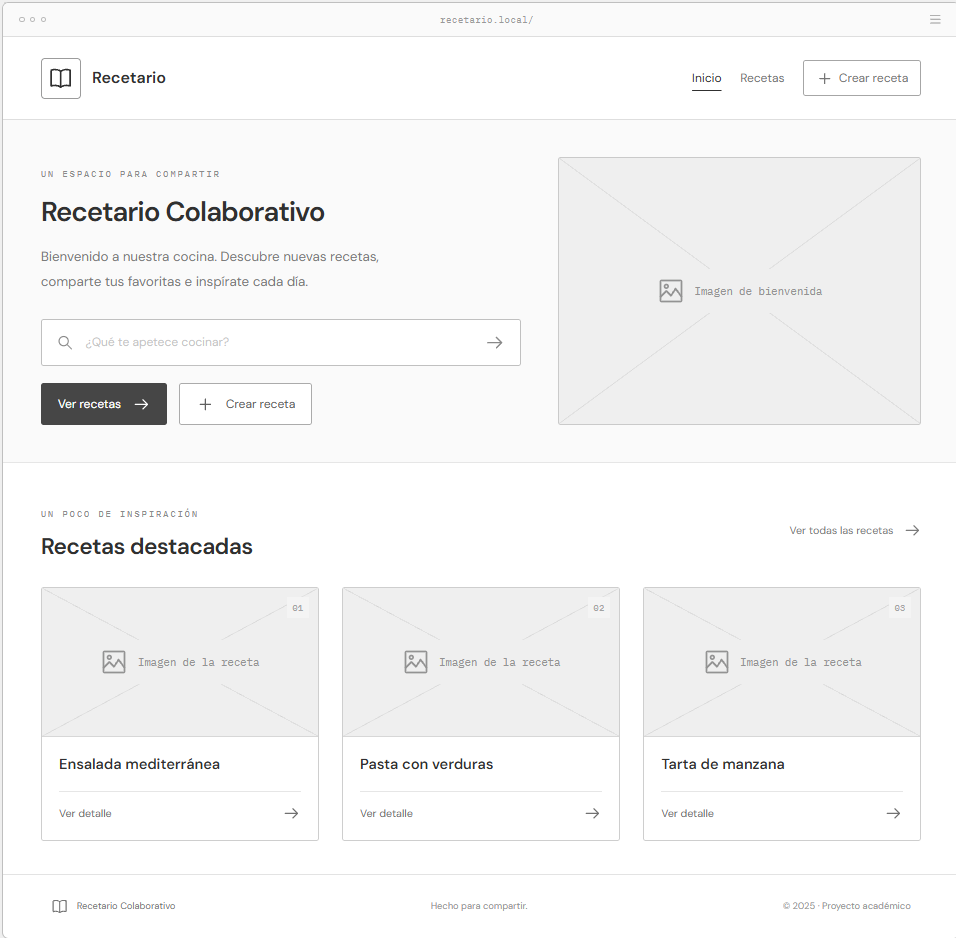 recetario.local/
Recetario
Inicio
Recetas
Crear receta
UN ESPACIO PARA COMPARTIR
Recetario Colaborativo
Bienvenido a nuestra cocina. Descubre nuevas recetas,
comparte tus favoritas e inspírate cada día.
¿Qué te apetece cocinar?
Ver recetas
Crear receta
Imagen de bienvenida
UN POCO DE INSPIRACIÓN
Recetas destacadas
Ver todas las recetas
01
Imagen de la receta
Ensalada mediterránea
Ver detalle
02
Imagen de la receta
Pasta con verduras
Ver detalle
03
Imagen de la receta
Tarta de manzana
Ver detalle
Recetario Colaborativo
Hecho para compartir.
© 2025 · Proyecto académico